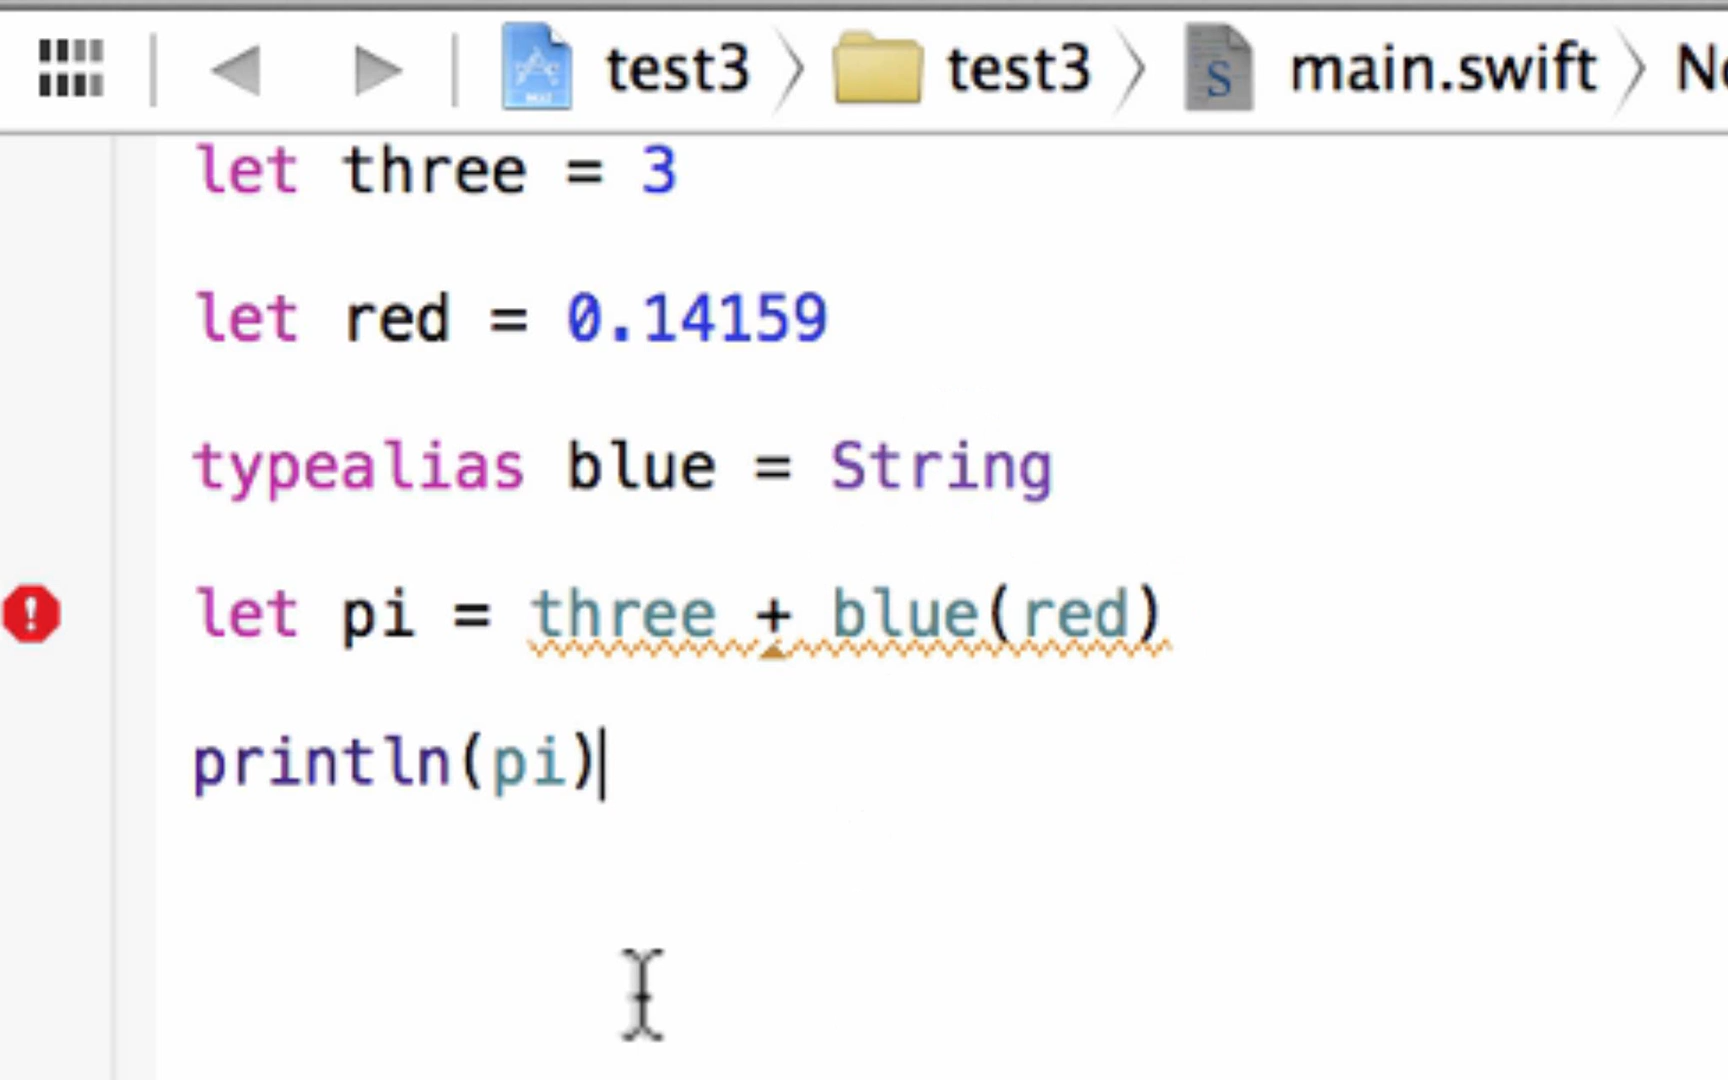 test3 test3 main.swift
let three = 3
let red = 0.14159
typealias blue = String
let pi = three + blue(red)
println(pi)